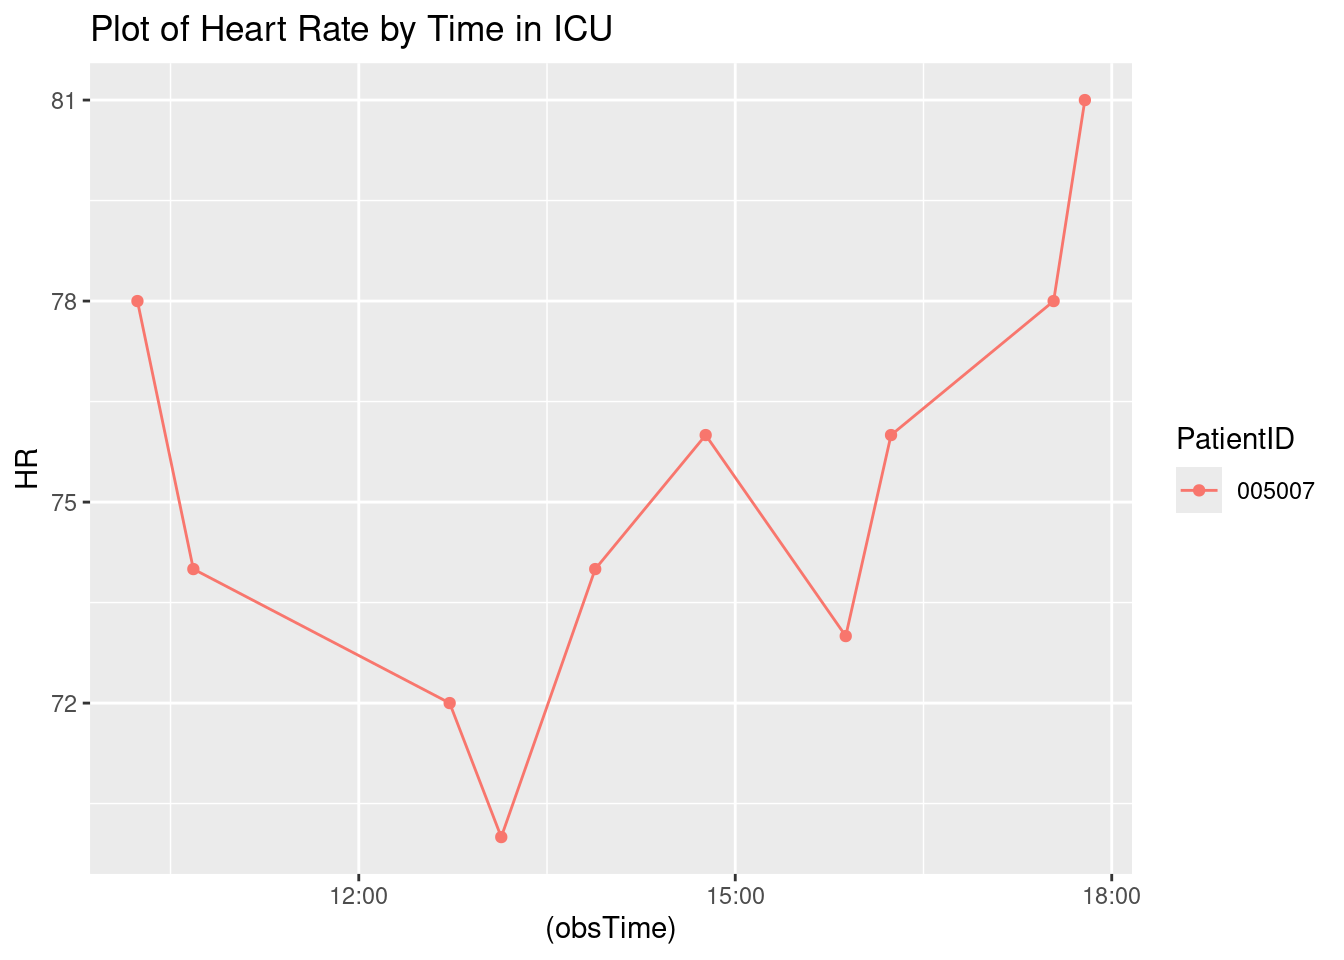 Plot of Heart Rate by Time in ICU
81
78
75
72
HR
12:00
15:00
18:00
(obsTime)
PatientID
005007